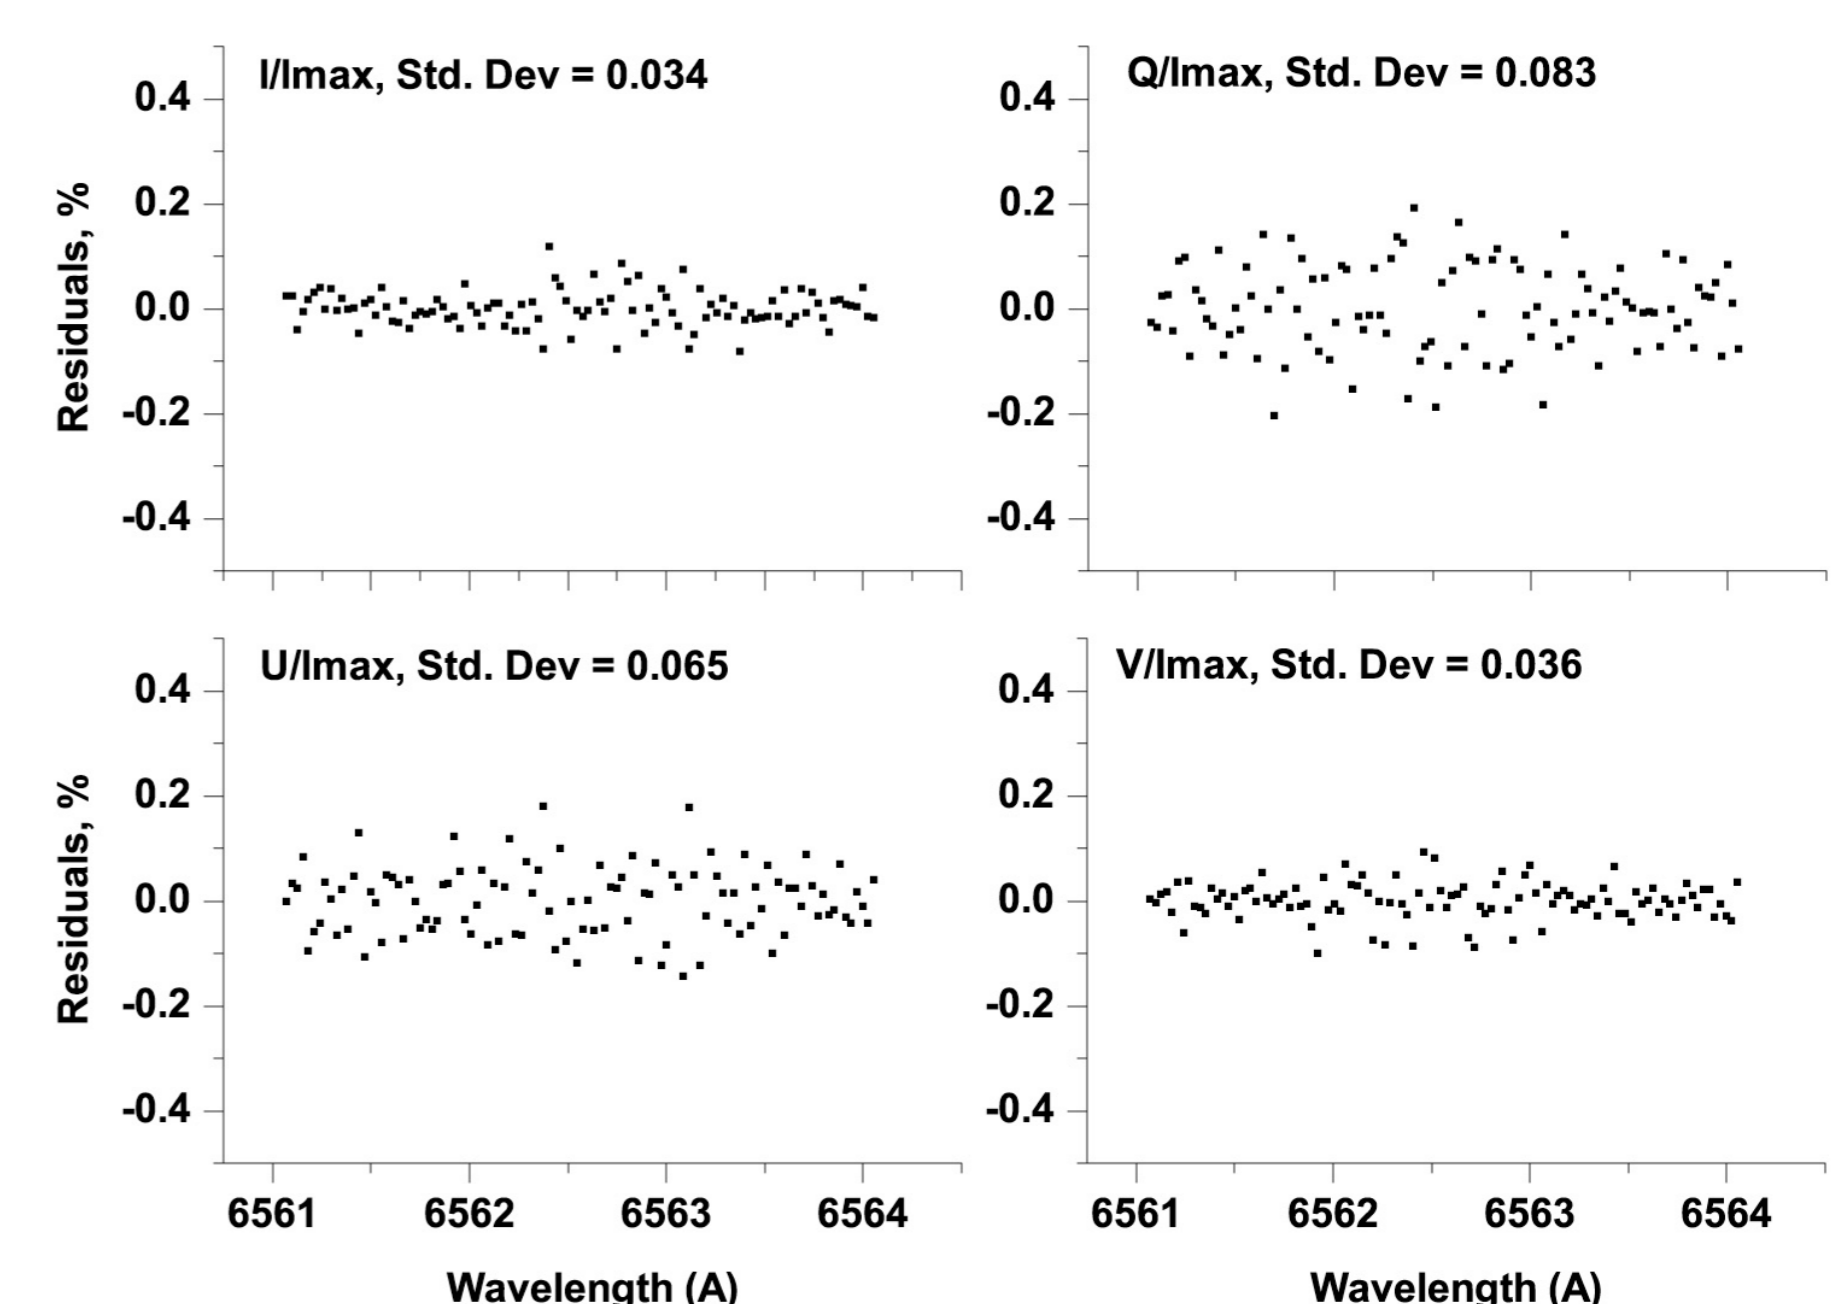 I/Imax, Std. Dev = 0.034
0.4
0.2
0.0
-0.2
-0.4
Residuals, %
Q/Imax, Std. Dev = 0.083
0.4
0.2
0.0
-0.2
-0.4
U/Imax, Std. Dev = 0.065
0.4
0.2
0.0
-0.2
-0.4
Residuals, %
6561 6562 6563 6564
Wavelength (A)
V/Imax, Std. Dev = 0.036
0.4
0.2
0.0
-0.2
-0.4
6561 6562 6563 6564
Wavelength (A)